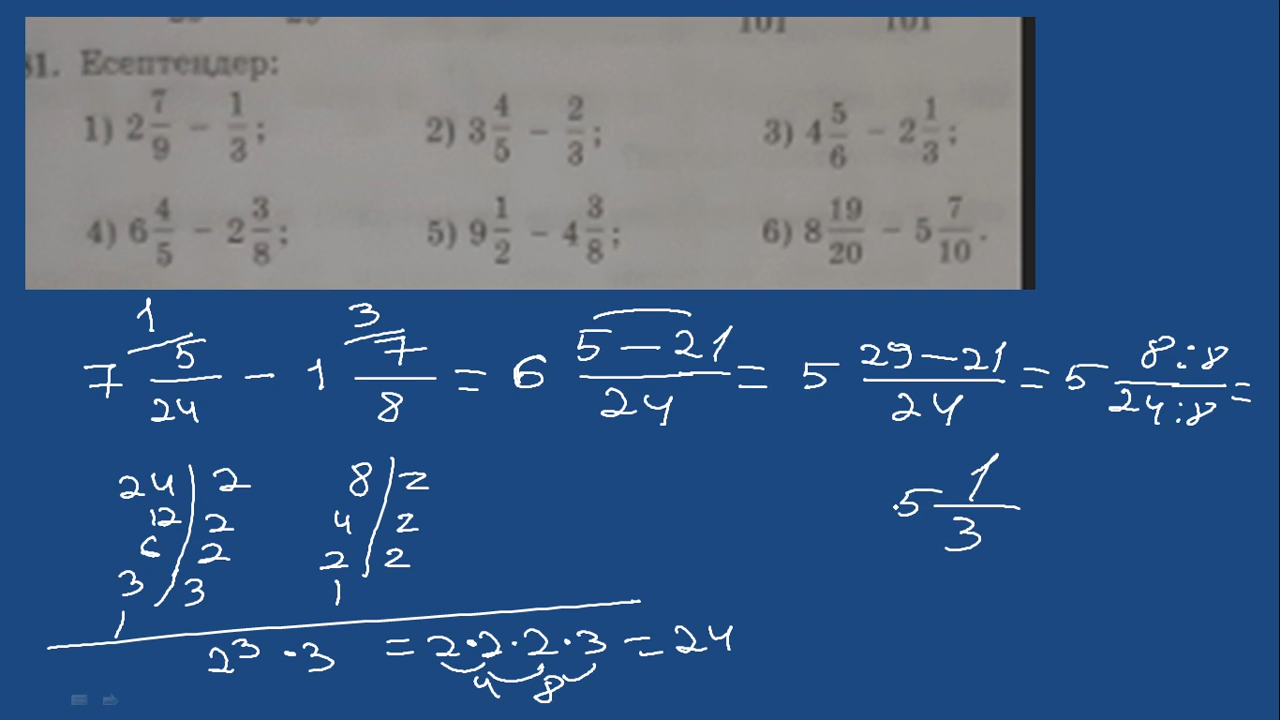 101 101
81. Есептеңдер:
1) 2 7/9 − 1/3; 2) 3 4/5 − 2/3; 3) 4 5/6 − 2 1/3;
4) 6 4/5 − 2 3/8; 5) 9 1/2 − 4 3/8; 6) 8 19/20 − 5 7/10.
1 3
7 5/24 − 1 7/8 = 6 (5 − 21)/24 = 5 (29 − 21)/24 = 5 (8:8)/(24:8) =
5 1/3
24 | 2 8 | 2
12 | 2 4 | 2
6 | 2 2 | 2
3 | 3 1
1
2³ · 3 = 2 · 2 · 2 · 3 = 24
4 8